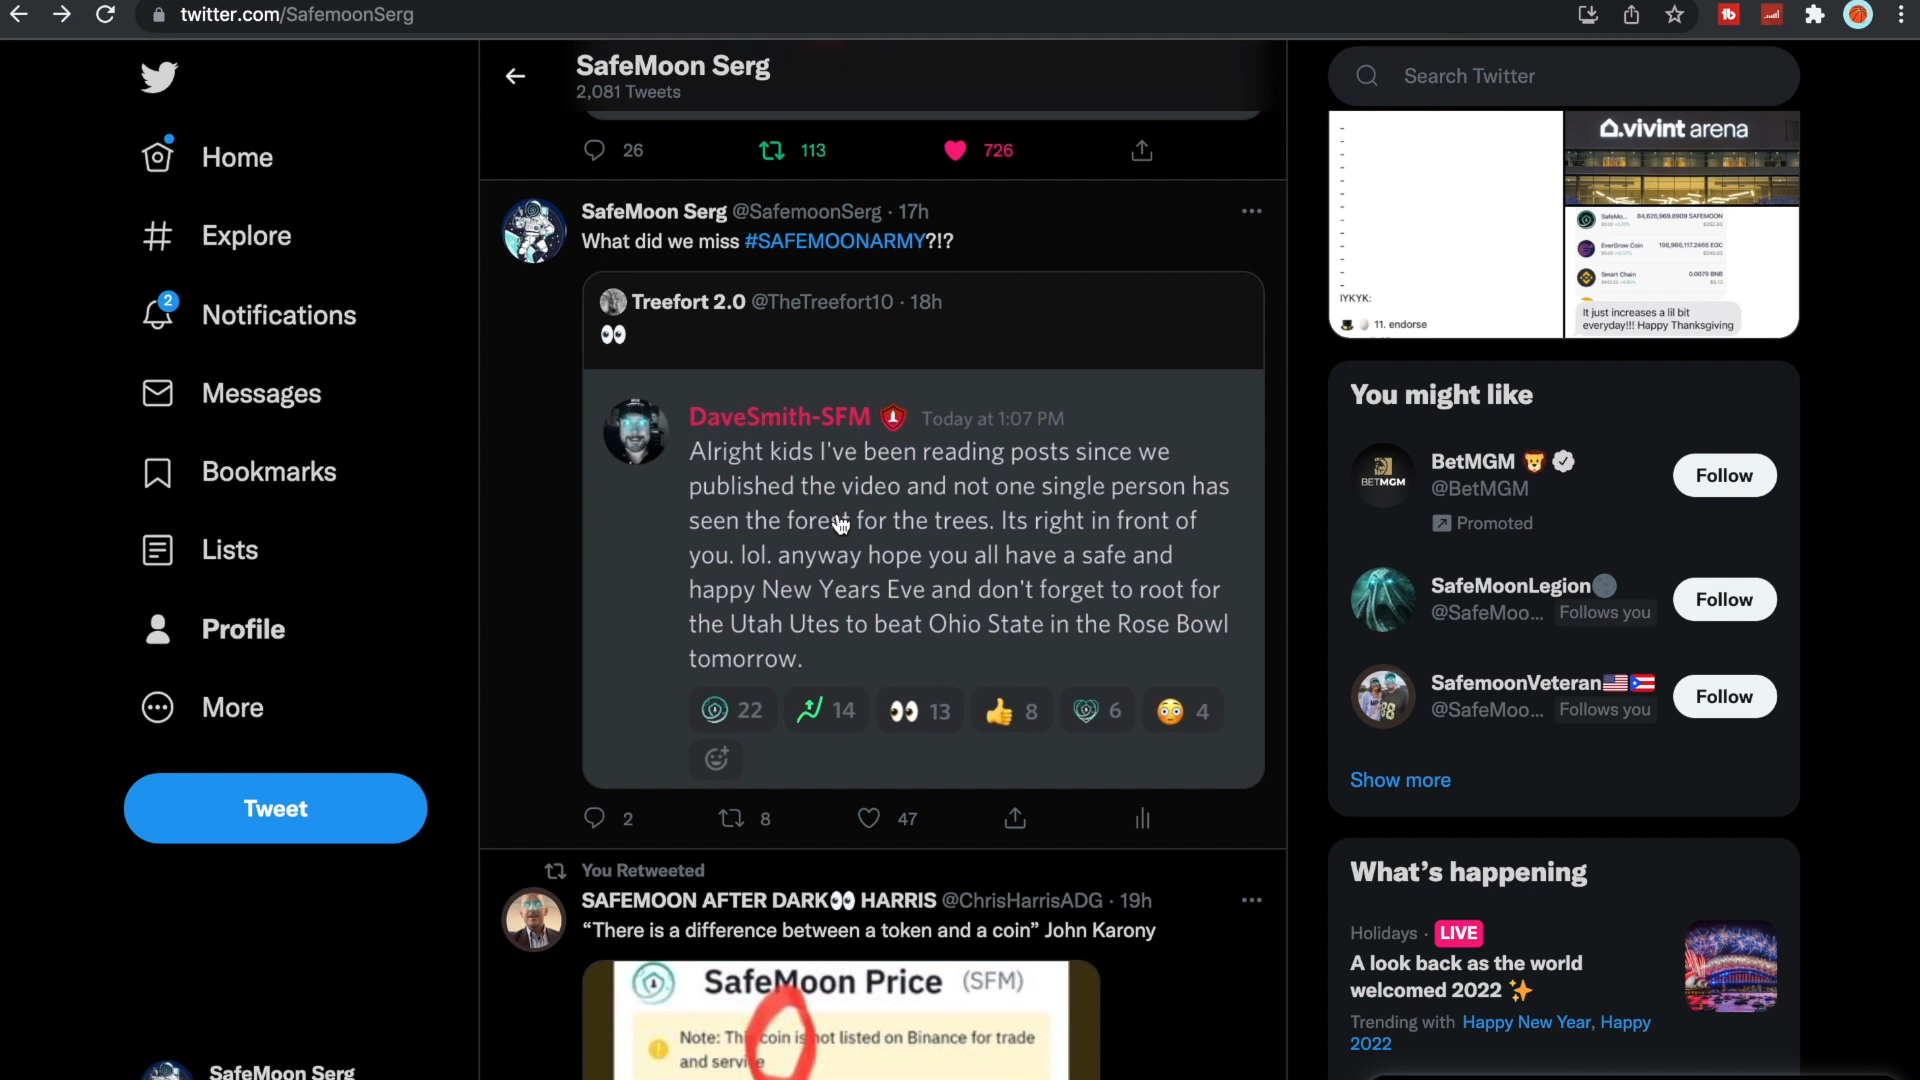 twitter.com/SafemoonSerg
SafeMoon Serg
2,081 Tweets
Home
Explore
2
Notifications
Messages
Bookmarks
Lists
Profile
More
Tweet
SafeMoon Serg
26
113
726
SafeMoon Serg @SafemoonSerg · 17h
What did we miss #SAFEMOONARMY?!?
Treefort 2.0 @TheTreefort10 · 18h
👀
DaveSmith-SFM Today at 1:07 PM
Alright kids I've been reading posts since we
published the video and not one single person has
seen the forest for the trees. Its right in front of
you. lol. anyway hope you all have a safe and
happy New Years Eve and don't forget to root for
the Utah Utes to beat Ohio State in the Rose Bowl
tomorrow.
22 14 👀 13 👍 8 6 😳 4
2
8
47
You Retweeted
SAFEMOON AFTER DARK👀 HARRIS @ChrisHarrisADG · 19h
“There is a difference between a token and a coin” John Karony
SafeMoon Price (SFM)
Note: This coin is not listed on Binance for trade
and service
Search Twitter
IYKYK:
🎩🥚 11. endorse
vivint arena
SafeMo... 84,626,969.8909 SAFEMOON
EverGrow Coin 198,966,117.2466 EGC
Smart Chain 0.0079 BNB
It just increases a lil bit
everyday!!! Happy Thanksgiving
You might like
BETMGM
BetMGM 🦁
@BetMGM
Promoted
Follow
SafeMoonLegion🌑
@SafeMoo... Follows you
Follow
SafemoonVeteran🇺🇸🇵🇷
@SafeMoo... Follows you
Follow
Show more
What’s happening
Holidays · LIVE
A look back as the world
welcomed 2022 ✨
Trending with Happy New Year, Happy
2022